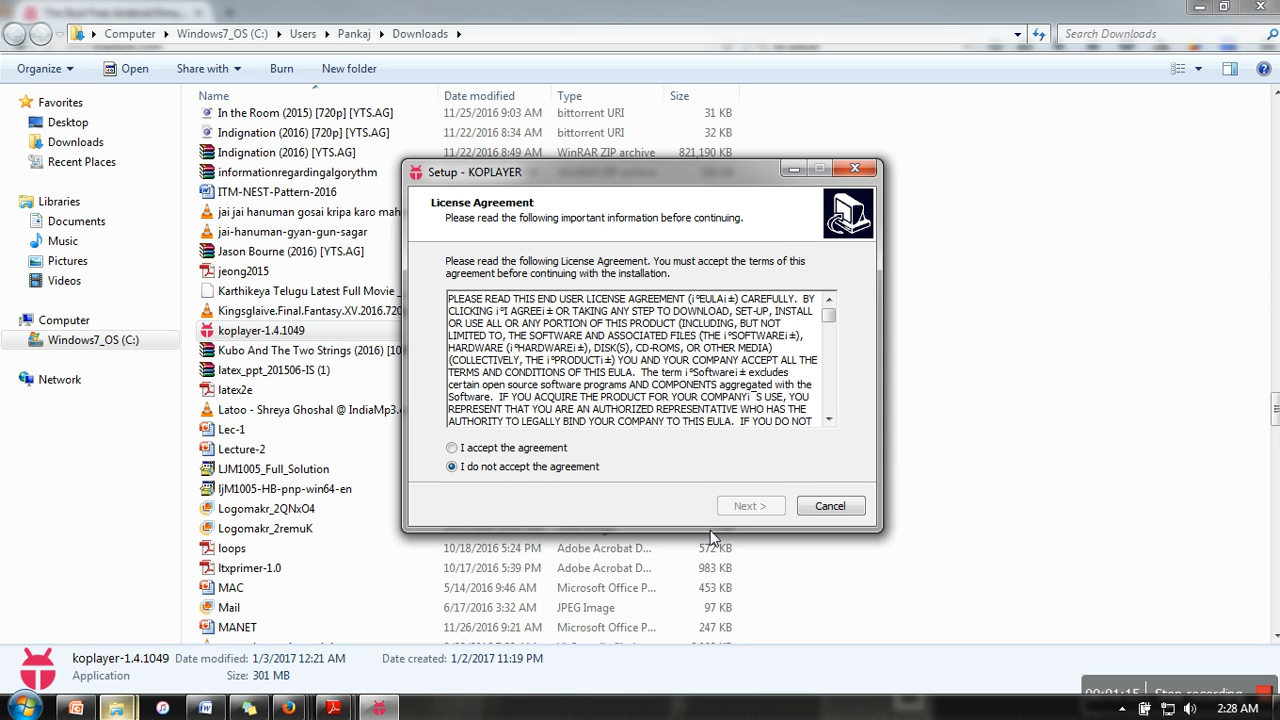 Computer ▸ Windows7_OS (C:) ▸ Users ▸ Pankaj ▸ Downloads ▸
Search Downloads
Organize Open Share with Burn New folder
Name Date modified Type Size
Favorites
Desktop
Downloads
Recent Places
Libraries
Documents
Music
Pictures
Videos
Computer
Windows7_OS (C:)
Network
In the Room (2015) [720p] [YTS.AG] 11/25/2016 9:03 AM bittorrent URI 31 KB
Indignation (2016) [720p] [YTS.AG] 11/22/2016 8:34 AM bittorrent URI 32 KB
Indignation (2016) [YTS.AG] 11/22/2016 8:49 AM WinRAR ZIP archive 821,190 KB
informationregardingalgorythm
ITM-NEST-Pattern-2016
jai jai hanuman gosai kripa karo mah
jai-hanuman-gyan-gun-sagar
Jason Bourne (2016) [YTS.AG]
jeong2015
Karthikeya Telugu Latest Full Movie _
Kingsglaive.Final.Fantasy.XV.2016.720
koplayer-1.4.1049
Kubo And The Two Strings (2016) [10
latex_ppt_201506-IS (1)
latex2e
Latoo - Shreya Ghoshal @ IndiaMp3.
Lec-1
Lecture-2
LJM1005_Full_Solution
ljM1005-HB-pnp-win64-en
Logomakr_2QNxO4
Logomakr_2remuK
loops 10/18/2016 5:24 PM Adobe Acrobat D... 572 KB
ltxprimer-1.0 10/17/2016 5:39 PM Adobe Acrobat D... 983 KB
MAC 5/14/2016 9:46 AM Microsoft Office P... 453 KB
Mail 6/17/2016 3:32 AM JPEG Image 97 KB
MANET 11/26/2016 9:21 AM Microsoft Office P... 247 KB
Setup - KOPLAYER
License Agreement
Please read the following important information before continuing.
Please read the following License Agreement. You must accept the terms of this
agreement before continuing with the installation.
PLEASE READ THIS END USER LICENSE AGREEMENT (¡°EULA¡±) CAREFULLY. BY
CLICKING ¡°I AGREE¡± OR TAKING ANY STEP TO DOWNLOAD, SET-UP, INSTALL
OR USE ALL OR ANY PORTION OF THIS PRODUCT (INCLUDING, BUT NOT
LIMITED TO, THE SOFTWARE AND ASSOCIATED FILES (THE ¡°SOFTWARE¡±),
HARDWARE (¡°HARDWARE¡±), DISK(S), CD-ROMS, OR OTHER MEDIA)
(COLLECTIVELY, THE ¡°PRODUCT¡±) YOU AND YOUR COMPANY ACCEPT ALL THE
TERMS AND CONDITIONS OF THIS EULA. The term ¡°Software¡± excludes
certain open source software programs AND COMPONENTS aggregated with the
Software. IF YOU ACQUIRE THE PRODUCT FOR YOUR COMPANY¡¯S USE, YOU
REPRESENT THAT YOU ARE AN AUTHORIZED REPRESENTATIVE WHO HAS THE
AUTHORITY TO LEGALLY BIND YOUR COMPANY TO THIS EULA. IF YOU DO NOT
I accept the agreement
I do not accept the agreement
Next > Cancel
koplayer-1.4.1049 Date modified: 1/3/2017 12:21 AM Date created: 1/2/2017 11:19 PM
Application Size: 301 MB
00:01:15 Stop recording
2:28 AM